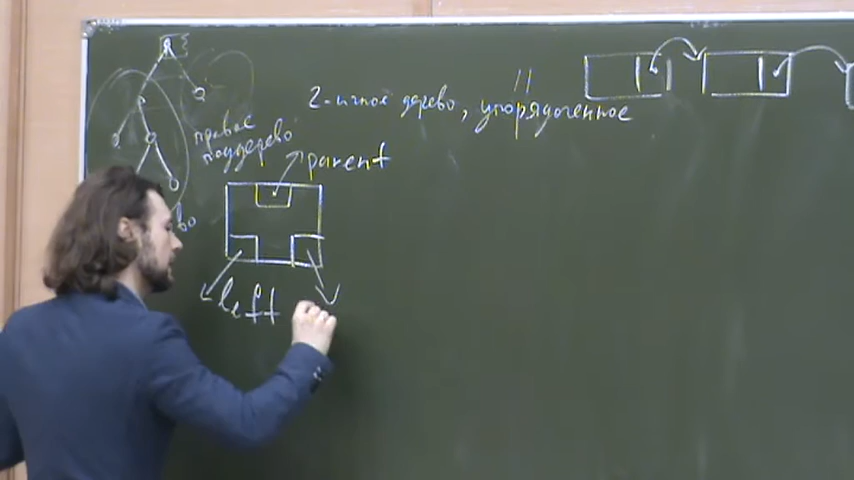 2-ичное дерево, упорядоченное
правое
поддерево
parent
left